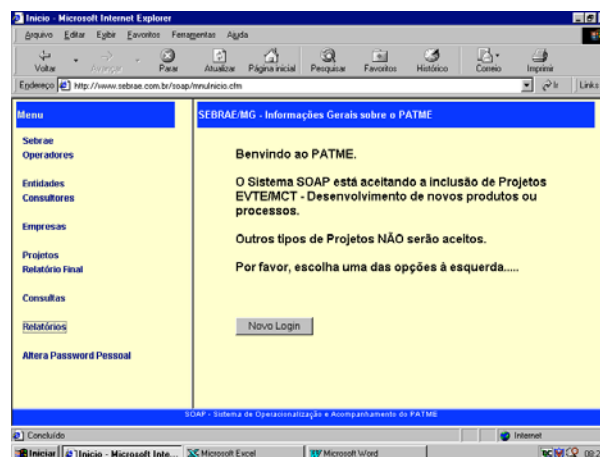 Inicio - Microsoft Internet Explorer
Arquivo Editar Exibir Favoritos Ferramentas Ajuda
Voltar Avançar Parar Atualizar Página inicial Pesquisar Favoritos Histórico Correio Imprimir
Endereço http://www.sebrae.com.br/soap/mnuInicio.cfm Ir Links
Menu
Sebrae
Operadores
Entidades
Consultores
Empresas
Projetos
Relatório Final
Consultas
Relatórios
Altera Password Pessoal
SEBRAE/MG - Informações Gerais sobre o PATME
Benvindo ao PATME.
O Sistema SOAP está aceitando a inclusão de Projetos
EVTE/MCT - Desenvolvimento de novos produtos ou
processos.
Outros tipos de Projetos NÃO serão aceitos.
Por favor, escolha uma das opções à esquerda.....
Novo Login
SOAP - Sistema de Operacionalização e Acompanhamento do PATME
Concluído Internet
Iniciar Inicio - Microsoft Inte... Microsoft Excel Microsoft Word